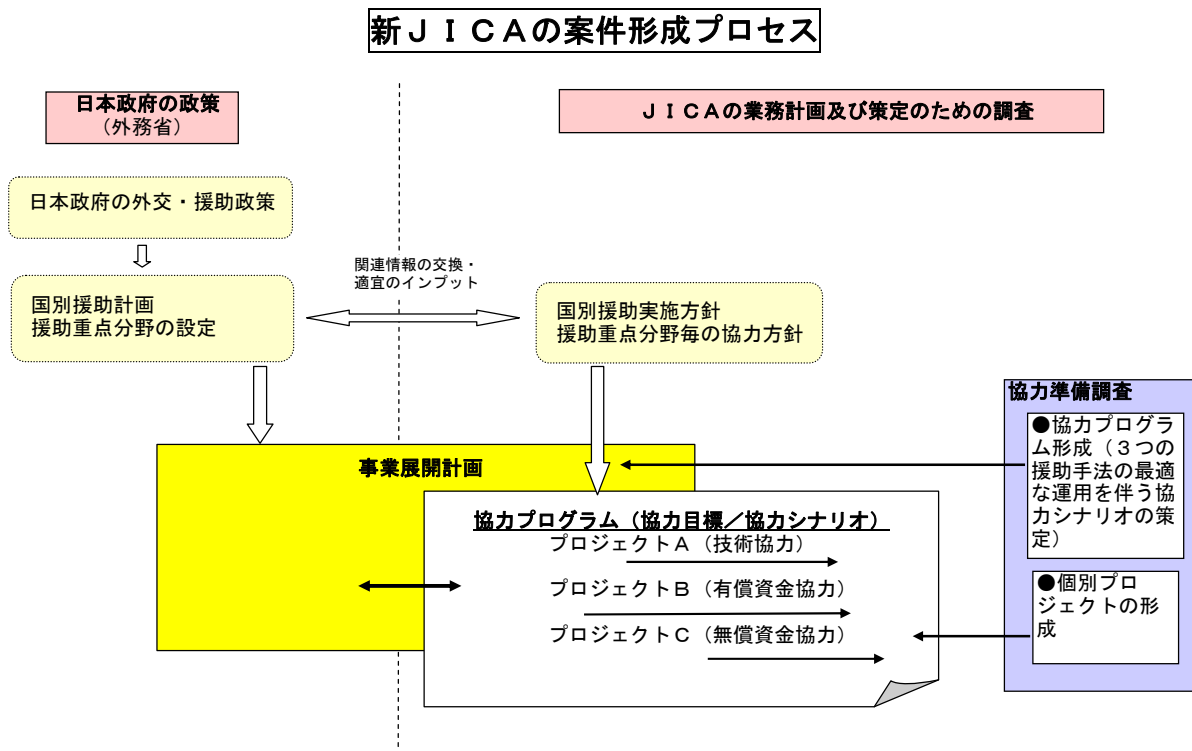 新ＪＩＣＡの案件形成プロセス
日本政府の政策
（外務省）
ＪＩＣＡの業務計画及び策定のための調査
日本政府の外交・援助政策
関連情報の交換・
適宜のインプット
国別援助計画
援助重点分野の設定
国別援助実施方針
援助重点分野毎の協力方針
協力準備調査
●協力プログラ
ム形成（３つの
援助手法の最適
な運用を伴う協
力シナリオの策
定）
●個別プロ
ジェクトの形
成
事業展開計画
協力プログラム（協力目標／協力シナリオ）
プロジェクトＡ（技術協力）
プロジェクトＢ（有償資金協力）
プロジェクトＣ（無償資金協力）